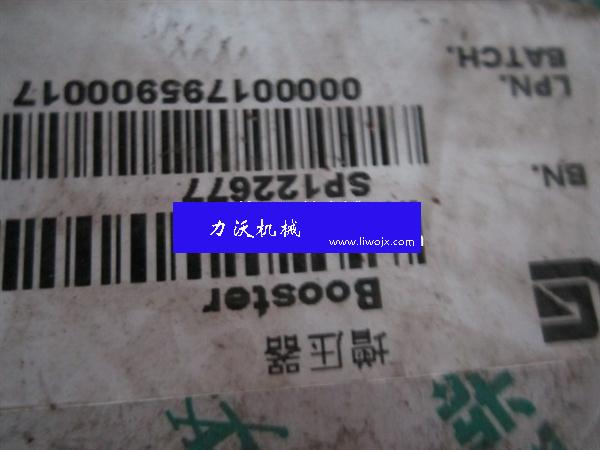 增压器
Booster
力沃机械
www.liwojx.com
BN. SP122677
LPN. 000001795900017
BATCH.